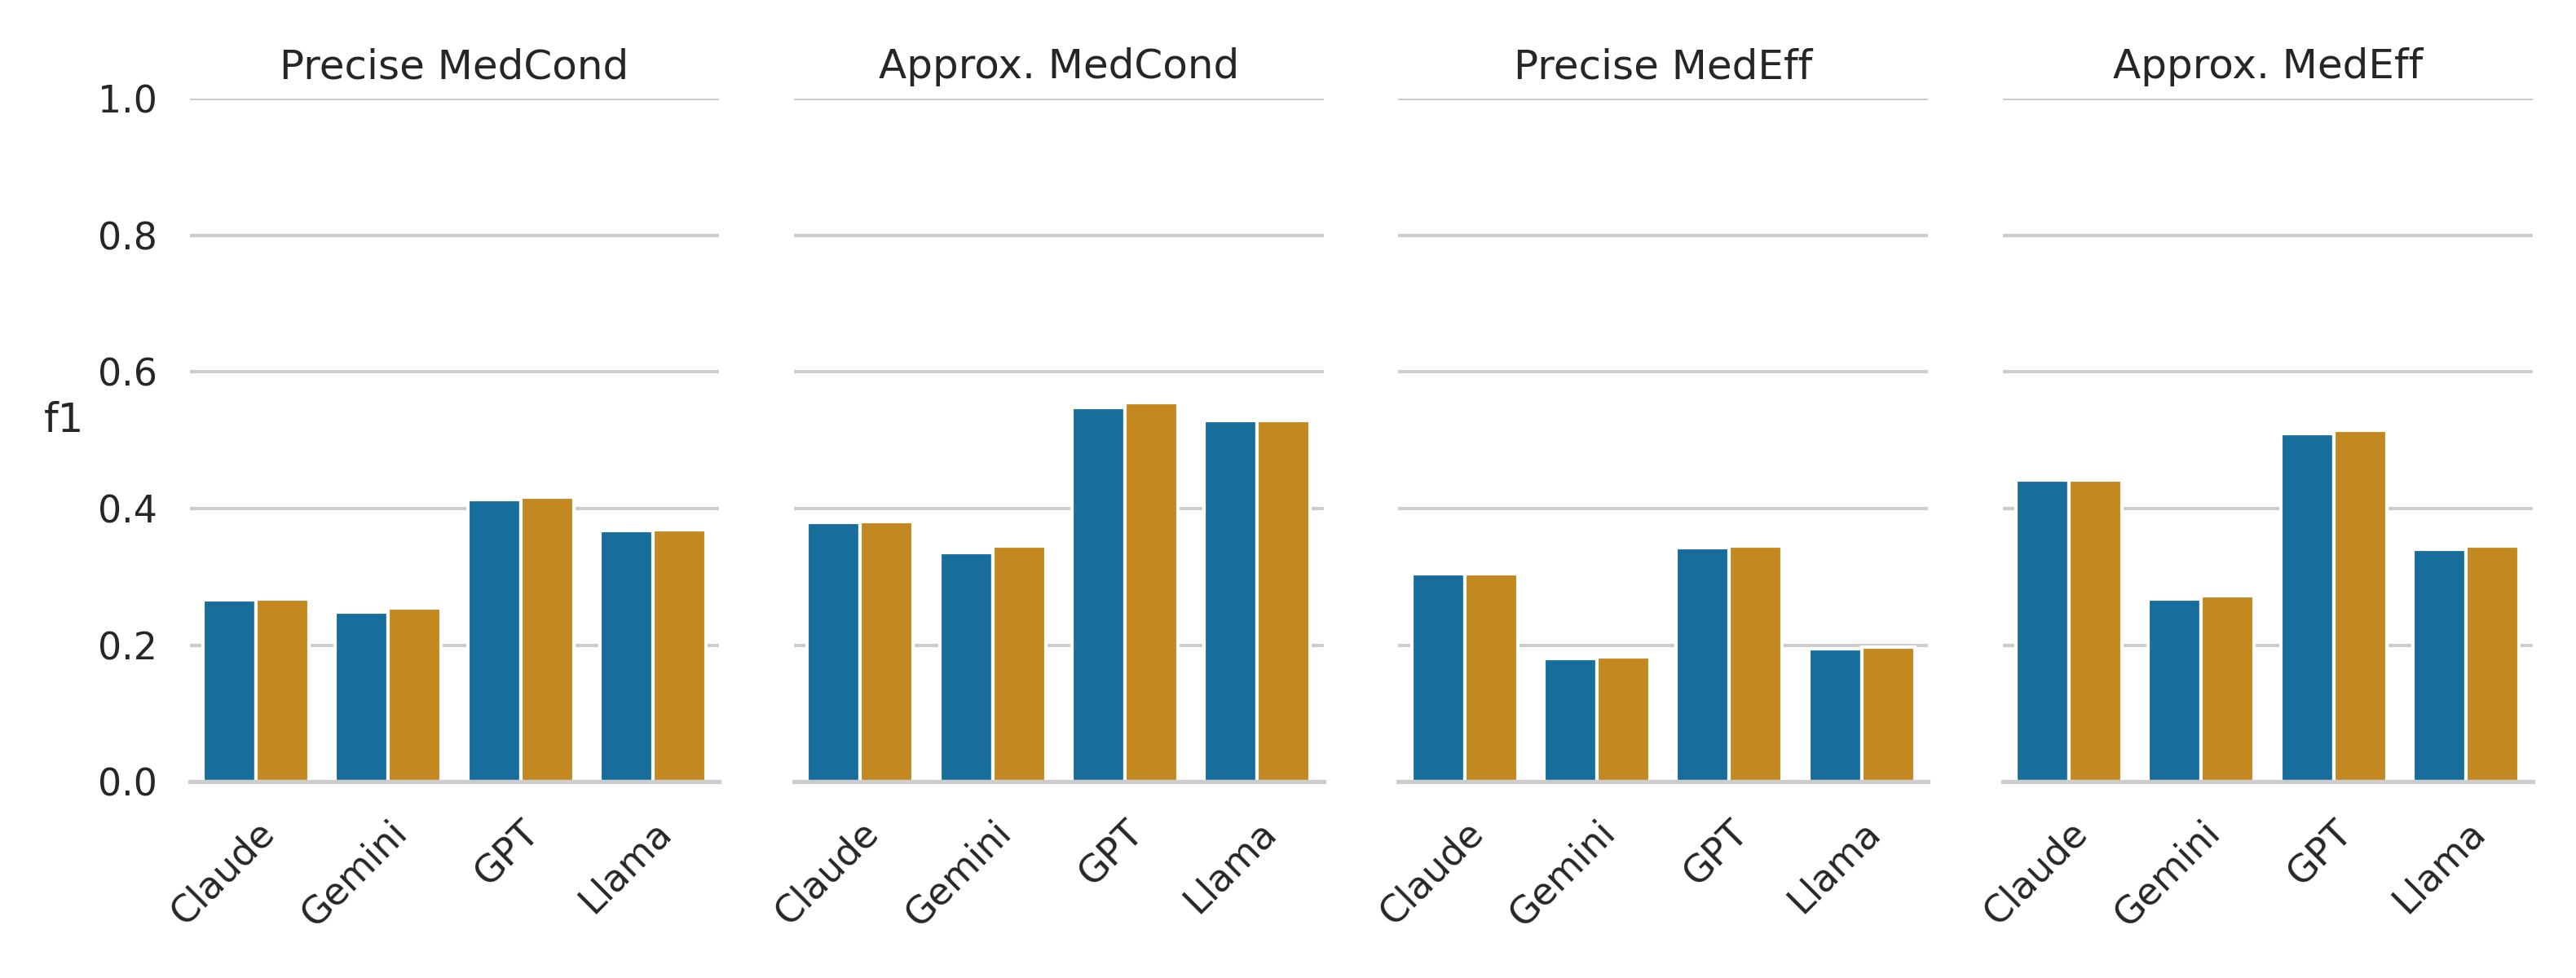 Precise MedCond
Approx. MedCond
Precise MedEff
Approx. MedEff
1.0
0.8
0.6
f1
0.4
0.2
0.0
Claude
Gemini
GPT
Llama
Claude
Gemini
GPT
Llama
Claude
Gemini
GPT
Llama
Claude
Gemini
GPT
Llama